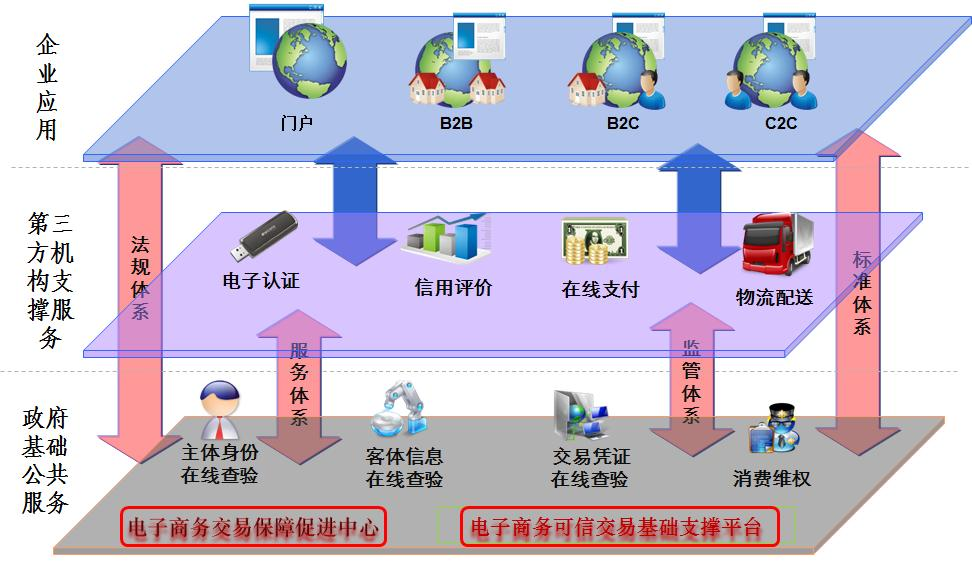 企
业
应
用
门户
B2B
B2C
C2C
第三
方机
构支
撑服
务
法规体系
标准体系
电子认证
信用评价
在线支付
物流配送
服务体系
监管体系
政府
基础
公共
服务
主体身份
在线查验
客体信息
在线查验
交易凭证
在线查验
消费维权
电子商务交易保障促进中心
电子商务可信交易基础支撑平台